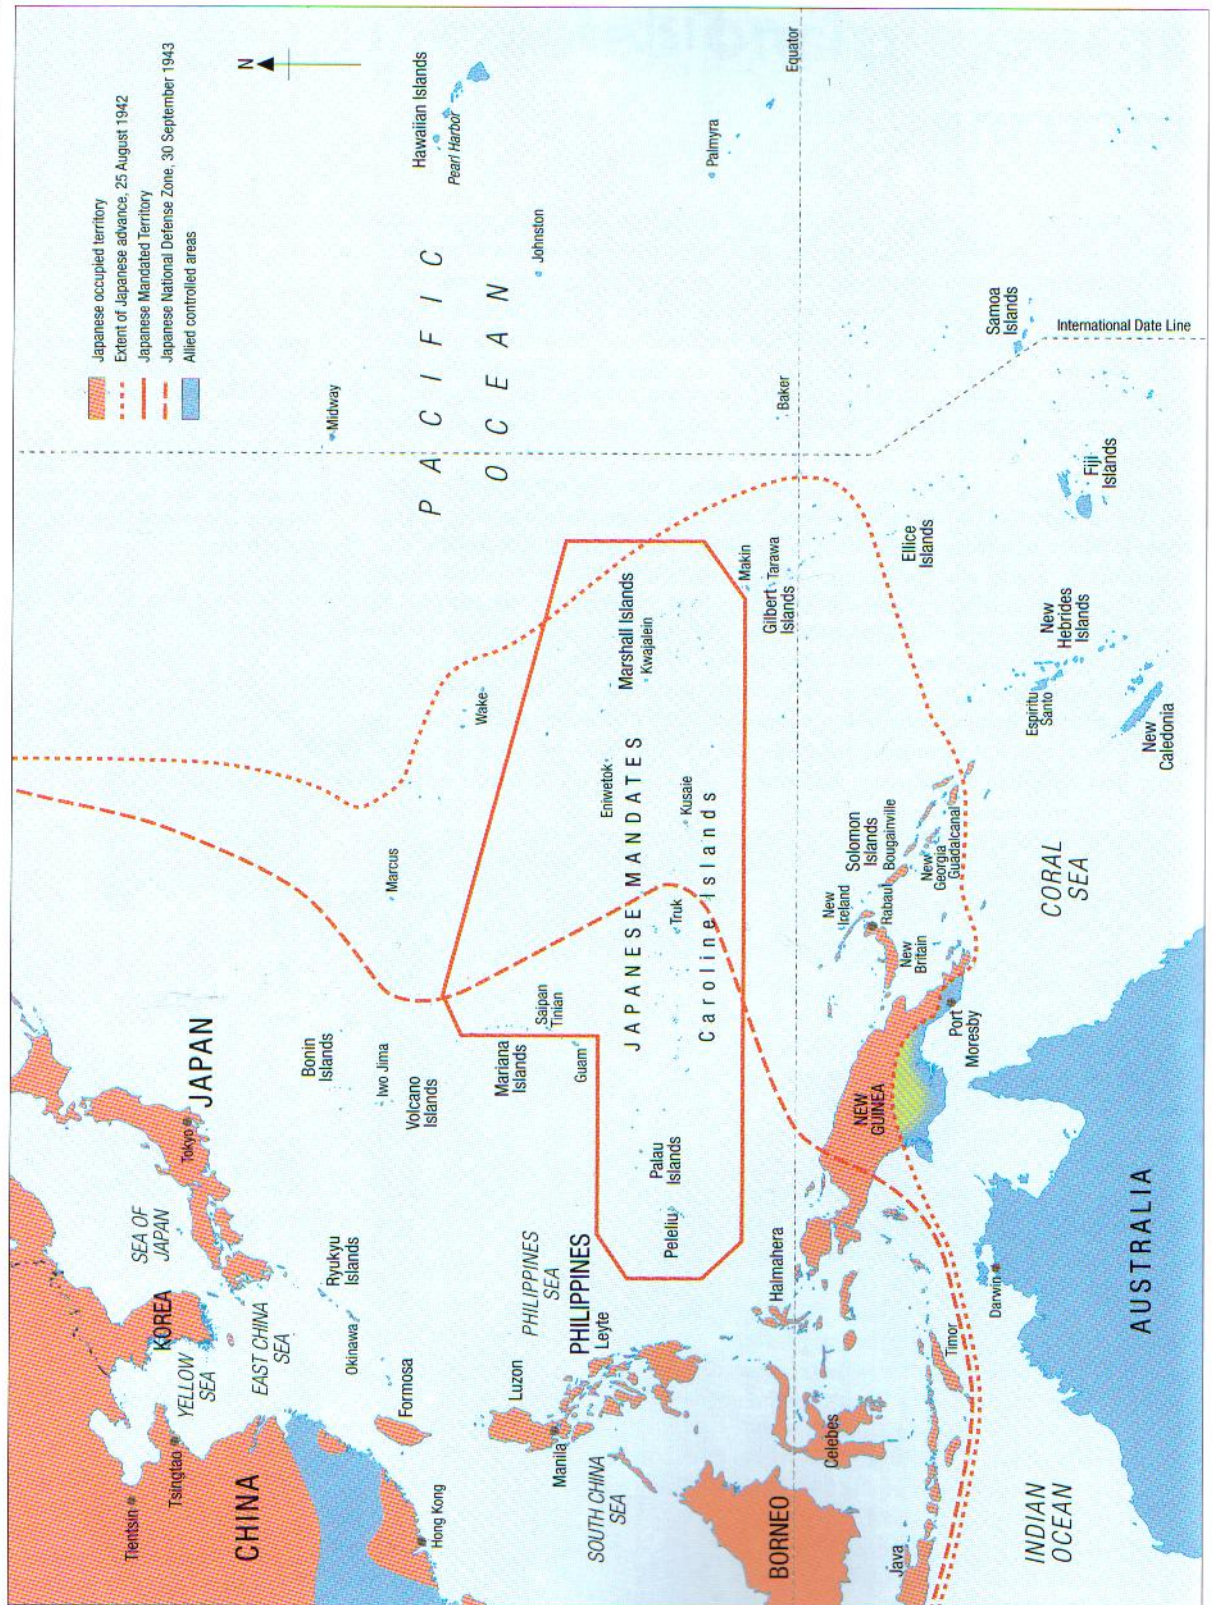 Japanese occupied territory
Extent of Japanese advance, 25 August 1942
Japanese Mandated Territory
Japanese National Defense Zone, 30 September 1943
Allied controlled areas
N
Tientsin
Tsingtao
CHINA
Hong Kong
KOREA
YELLOW
SEA
SEA OF
JAPAN
EAST CHINA
SEA
Tokyo
JAPAN
Okinawa
Ryukyu
Islands
Formosa
Bonin
Islands
Iwo Jima
Volcano
Islands
Marcus
Midway
PACIFIC
OCEAN
Hawaiian Islands
Pearl Harbor
Johnston
Wake
Luzon
Manila
PHILIPPINES
SEA
PHILIPPINES
Leyte
SOUTH CHINA
SEA
Mariana
Islands
Saipan
Tinian
Guam
Eniwetok
Marshall Islands
Kwajalein
JAPANESE MANDATES
Kusaie
Truk
Caroline Islands
Palau
Islands
Peleliu
Palmyra
Makin
Gilbert
Islands
Tarawa
Baker
Equator
BORNEO
Celebes
Halmahera
Java
Timor
NEW
GUINEA
New
Ireland
Rabaul
New
Britain
Solomon
Islands
Bougainville
New
Georgia
Guadalcanal
Port
Moresby
Ellice
Islands
Samoa
Islands
International Date Line
Fiji
Islands
New
Hebrides
Islands
Espiritu
Santo
New
Caledonia
CORAL
SEA
Darwin
AUSTRALIA
INDIAN
OCEAN